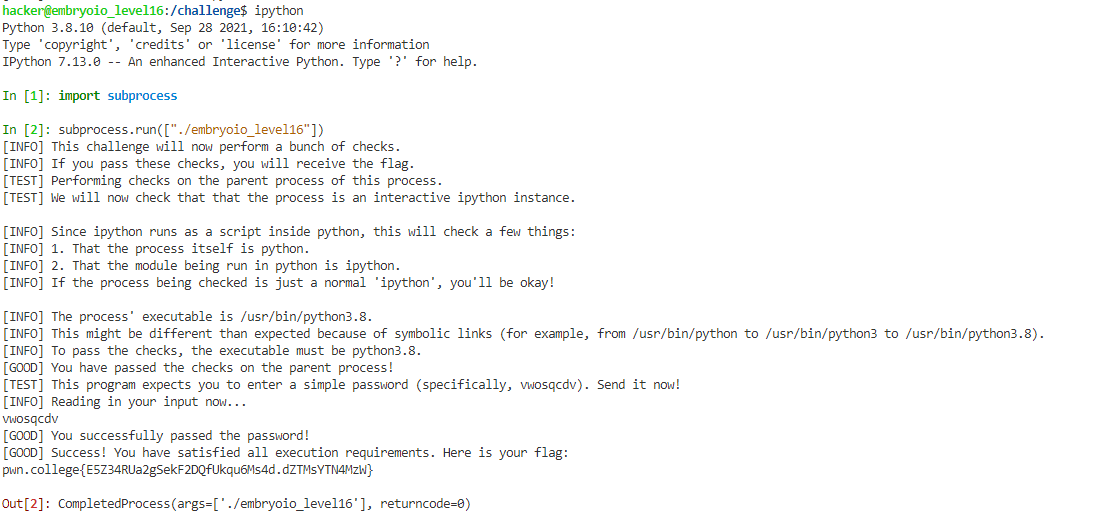 hacker@embryoio_level16:/challenge$ ipython
Python 3.8.10 (default, Sep 28 2021, 16:10:42)
Type 'copyright', 'credits' or 'license' for more information
IPython 7.13.0 -- An enhanced Interactive Python. Type '?' for help.
In [1]: import subprocess
In [2]: subprocess.run(["./embryoio_level16"])
[INFO] This challenge will now perform a bunch of checks.
[INFO] If you pass these checks, you will receive the flag.
[TEST] Performing checks on the parent process of this process.
[TEST] We will now check that that the process is an interactive ipython instance.
[INFO] Since ipython runs as a script inside python, this will check a few things:
[INFO] 1. That the process itself is python.
[INFO] 2. That the module being run in python is ipython.
[INFO] If the process being checked is just a normal 'ipython', you'll be okay!
[INFO] The process' executable is /usr/bin/python3.8.
[INFO] This might be different than expected because of symbolic links (for example, from /usr/bin/python to /usr/bin/python3 to /usr/bin/python3.8).
[INFO] To pass the checks, the executable must be python3.8.
[GOOD] You have passed the checks on the parent process!
[TEST] This program expects you to enter a simple password (specifically, vwosqcdv). Send it now!
[INFO] Reading in your input now...
vwosqcdv
[GOOD] You successfully passed the password!
[GOOD] Success! You have satisfied all execution requirements. Here is your flag:
pwn.college{E5Z34RUa2gSekF2DQfUkqu6Ms4d.dZTMsYTN4MzW}
Out[2]: CompletedProcess(args=['./embryoio_level16'], returncode=0)